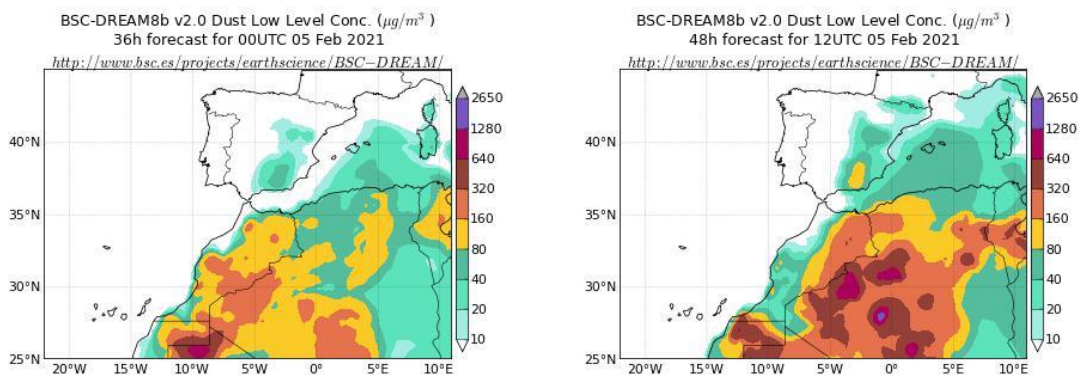 BSC-DREAM8b v2.0 Dust Low Level Conc. (μg/m³ )
36h forecast for 00UTC 05 Feb 2021
http://www.bsc.es/projects/earthscience/BSC−DREAM/
40°N
35°N
30°N
25°N
20°W
15°W
10°W
5°W
0°
5°E
10°E
2650
1280
640
320
160
80
40
20
10
BSC-DREAM8b v2.0 Dust Low Level Conc. (μg/m³ )
48h forecast for 12UTC 05 Feb 2021
http://www.bsc.es/projects/earthscience/BSC−DREAM/
40°N
35°N
30°N
25°N
20°W
15°W
10°W
5°W
0°
5°E
10°E
2650
1280
640
320
160
80
40
20
10